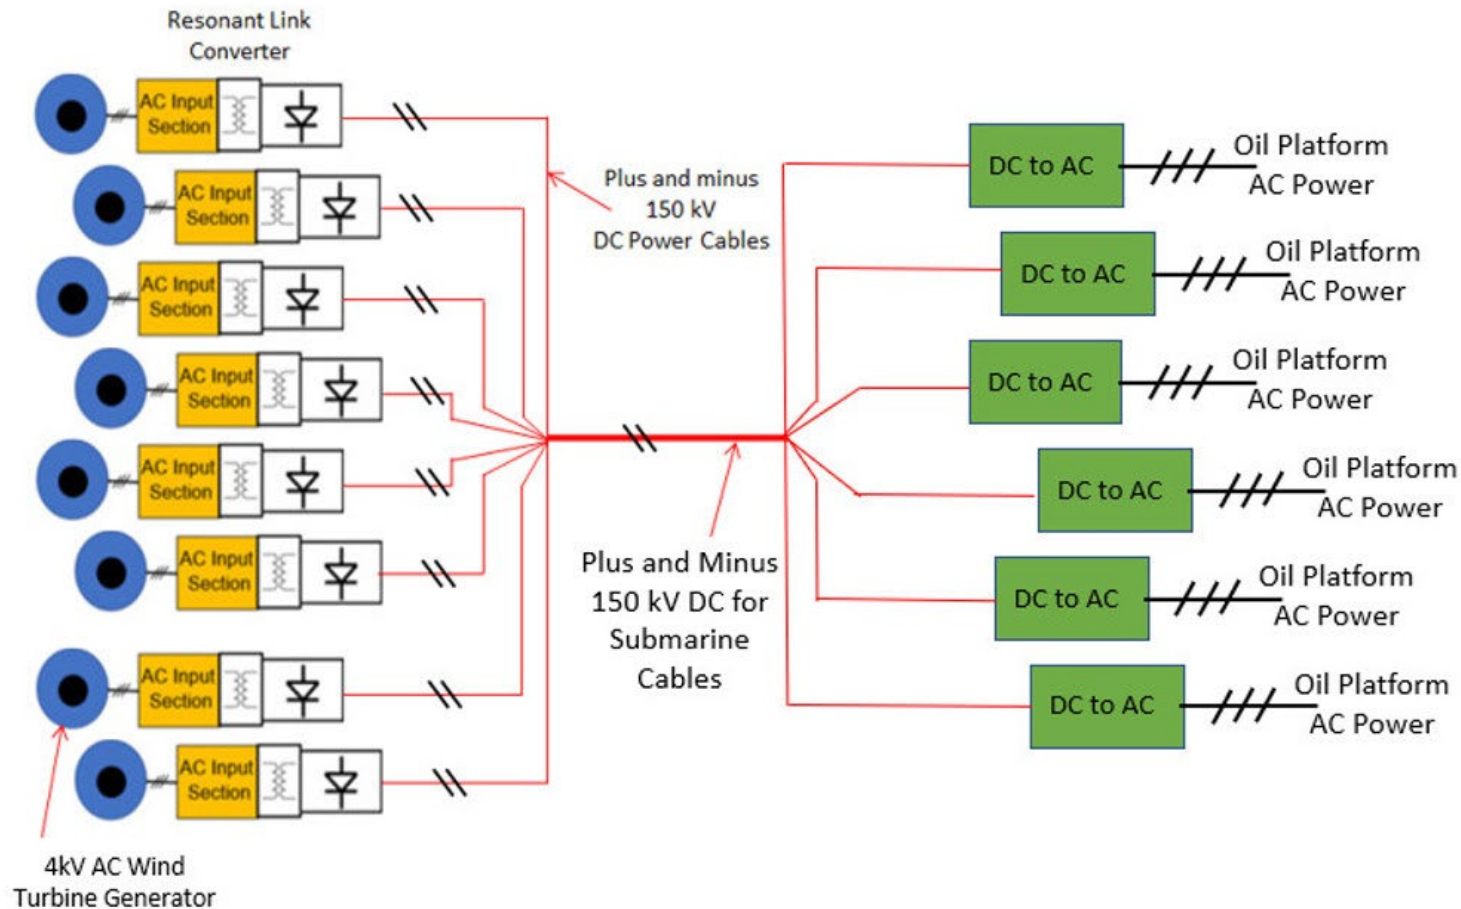 Resonant Link
Converter
AC Input
Section
AC Input
Section
AC Input
Section
AC Input
Section
AC Input
Section
AC Input
Section
AC Input
Section
AC Input
Section
4kV AC Wind
Turbine Generator
Plus and minus
150 kV
DC Power Cables
Plus and Minus
150 kV DC for
Submarine
Cables
DC to AC
Oil Platform
AC Power
DC to AC
Oil Platform
AC Power
DC to AC
Oil Platform
AC Power
DC to AC
Oil Platform
AC Power
DC to AC
Oil Platform
AC Power
DC to AC
Oil Platform
AC Power